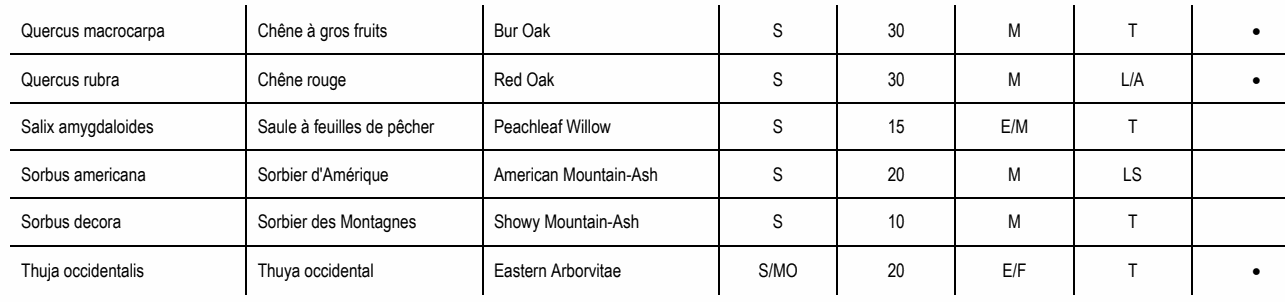 Quercus macrocarpa Chêne à gros fruits Bur Oak S 30 M T •
Quercus rubra Chêne rouge Red Oak S 30 M L/A •
Salix amygdaloides Saule à feuilles de pêcher Peachleaf Willow S 15 E/M T
Sorbus americana Sorbier d'Amérique American Mountain-Ash S 20 M LS
Sorbus decora Sorbier des Montagnes Showy Mountain-Ash S 10 M T
Thuja occidentalis Thuya occidental Eastern Arborvitae S/MO 20 E/F T •